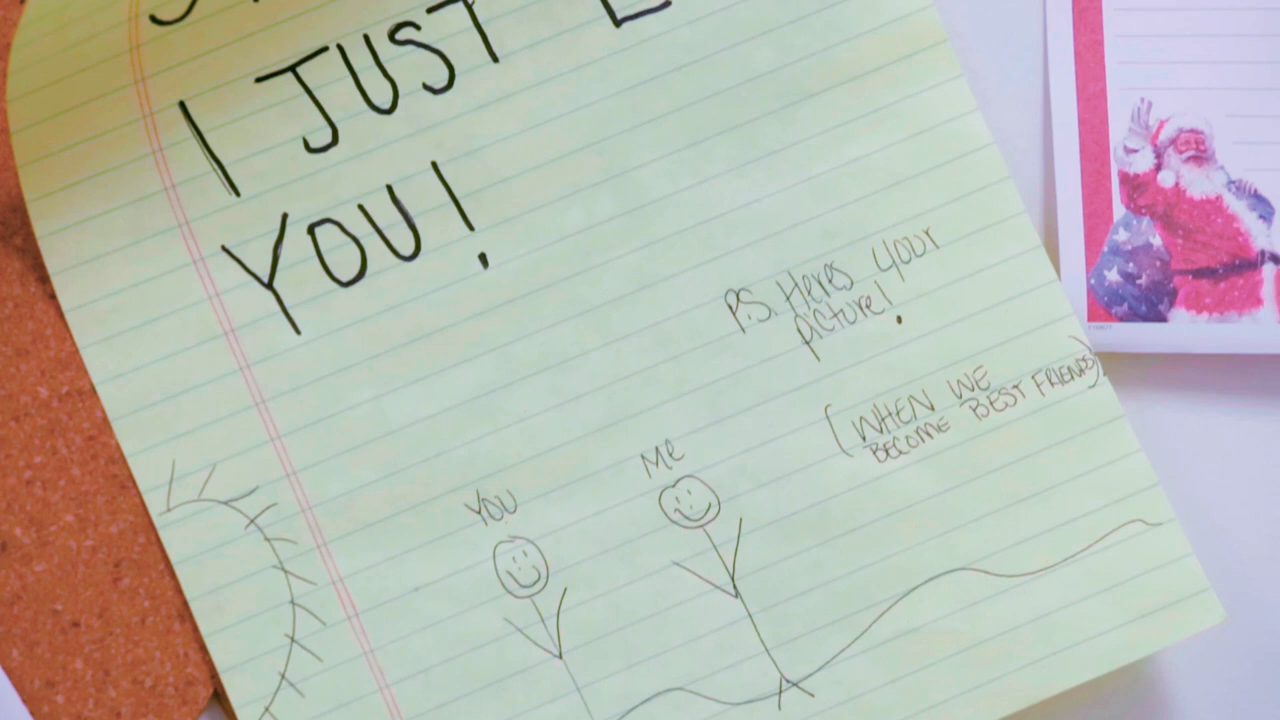 I JUST
YOU!
P.S. Heres your
picture!
(WHEN WE
BECOME BEST FRIENDS)
Me
YOU